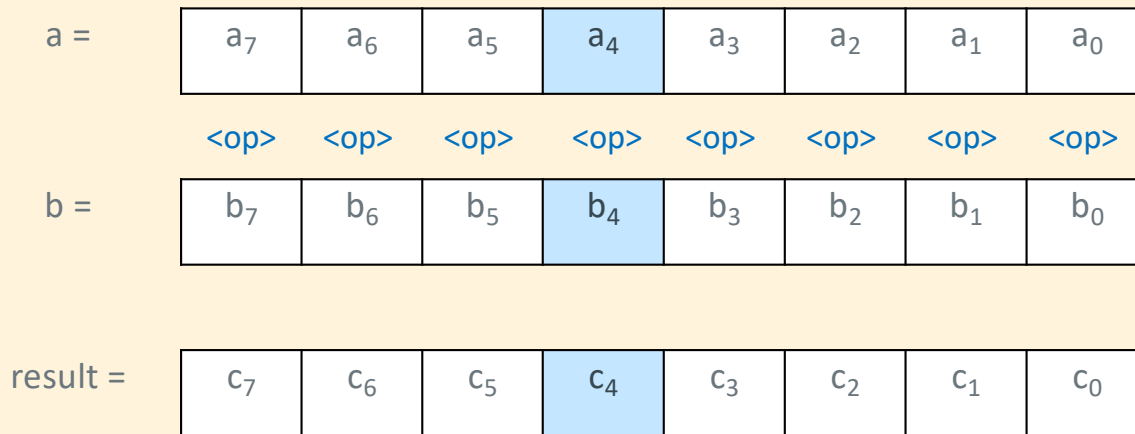 a = a₇ a₆ a₅ a₄ a₃ a₂ a₁ a₀
<op> <op> <op> <op> <op> <op> <op> <op>
b = b₇ b₆ b₅ b₄ b₃ b₂ b₁ b₀
result = c₇ c₆ c₅ c₄ c₃ c₂ c₁ c₀